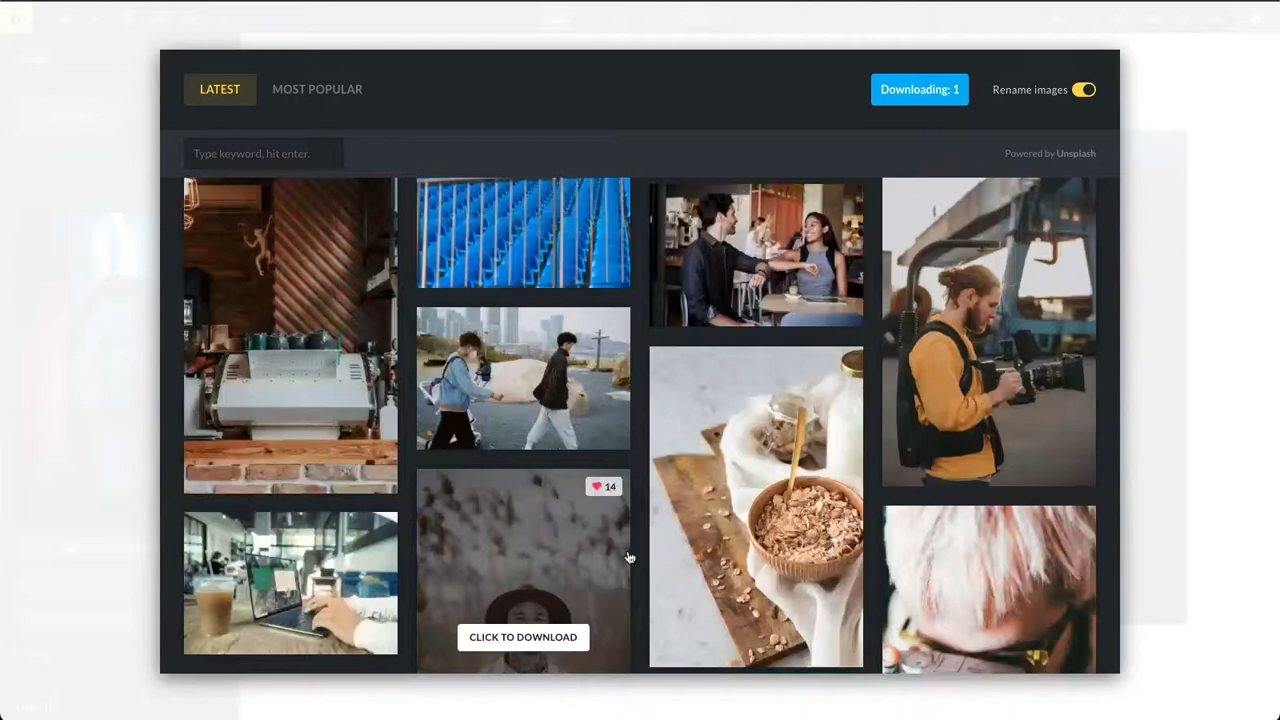 LATEST
MOST POPULAR
Downloading: 1
Rename images
Type keyword, hit enter.
Powered by Unsplash
14
CLICK TO DOWNLOAD